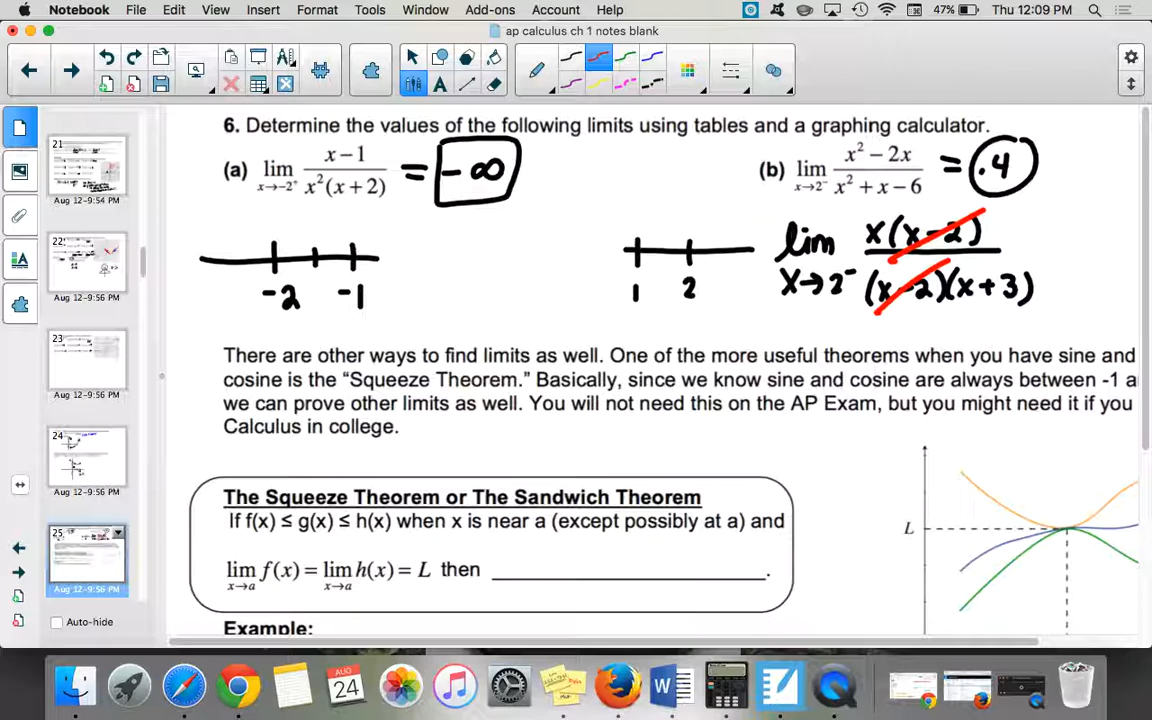 Notebook File Edit View Insert Format Tools Window Add-ons Account Help 47% Thu 12:09 PM
ap calculus ch 1 notes blank
6. Determine the values of the following limits using tables and a graphing calculator.
(a) lim x→-2⁺ (x-1)/(x²(x+2)) = -∞
(b) lim x→2⁻ (x²-2x)/(x²+x-6) = .4
-2 -1
1 2
lim x→2⁻ x(x-2)/((x-2)(x+3))
There are other ways to find limits as well. One of the more useful theorems when you have sine and
cosine is the “Squeeze Theorem.” Basically, since we know sine and cosine are always between -1 a
we can prove other limits as well. You will not need this on the AP Exam, but you might need it if you
Calculus in college.
The Squeeze Theorem or The Sandwich Theorem
If f(x) ≤ g(x) ≤ h(x) when x is near a (except possibly at a) and
lim x→a f(x) = lim x→a h(x) = L then ____________________.
L
Example:
21
Aug 12-9:54 PM
22
Aug 12-9:56 PM
23
Aug 12-9:56 PM
24
Aug 12-9:56 PM
25
Aug 12-9:56 PM
Auto-hide
AUG
24